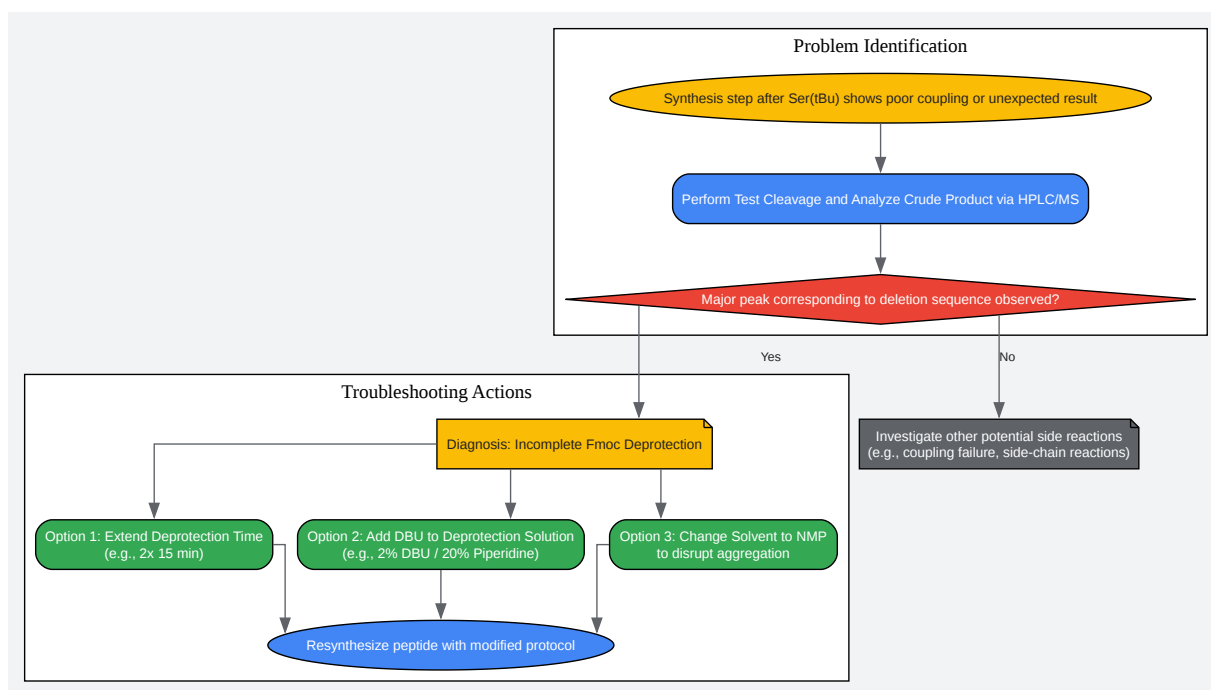 Problem Identification
Synthesis step after Ser(tBu) shows poor coupling or unexpected result
Perform Test Cleavage and Analyze Crude Product via HPLC/MS
Major peak corresponding to deletion sequence observed?
Yes
No
Troubleshooting Actions
Diagnosis: Incomplete Fmoc Deprotection
Investigate other potential side reactions
(e.g., coupling failure, side-chain reactions)
Option 1: Extend Deprotection Time
(e.g., 2x 15 min)
Option 2: Add DBU to Deprotection Solution
(e.g., 2% DBU / 20% Piperidine)
Option 3: Change Solvent to NMP
to disrupt aggregation
Resynthesize peptide with modified protocol